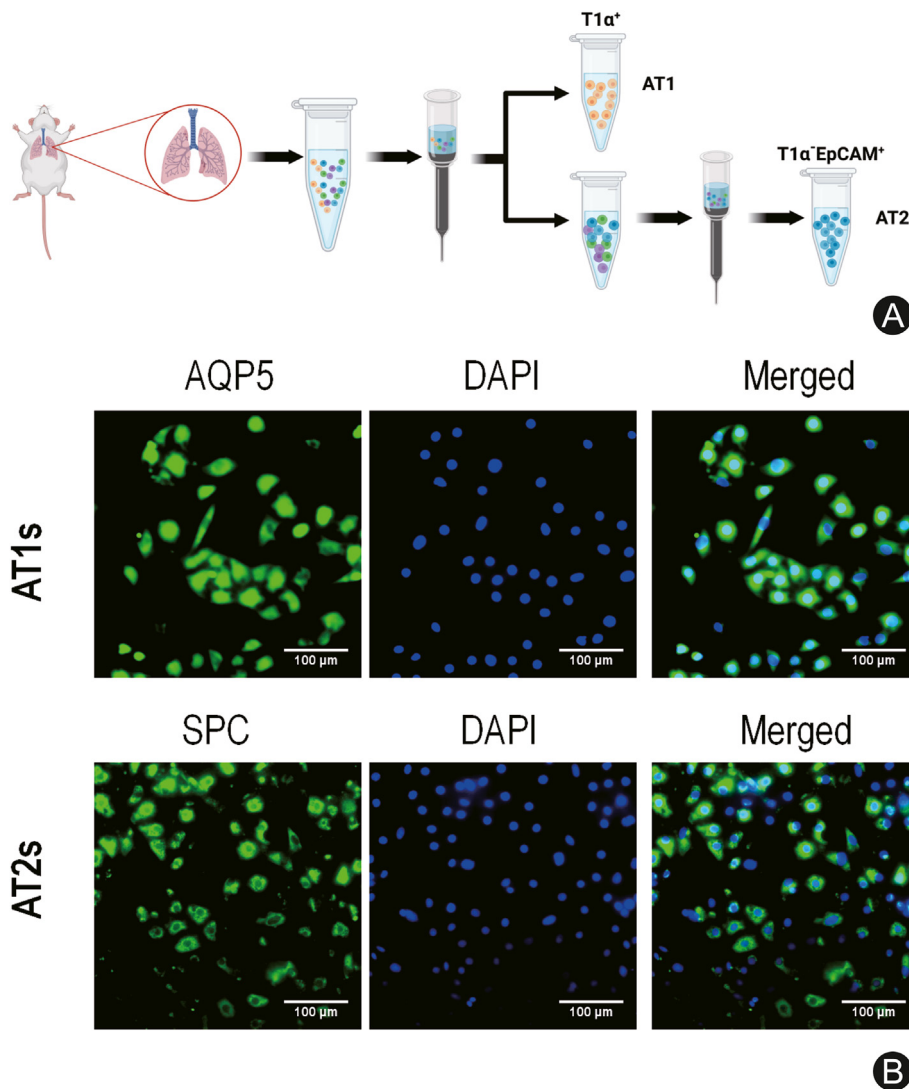 T1α⁺
AT1
T1α⁻EpCAM⁺
AT2
A
AQP5 DAPI Merged
AT1s
100 µm 100 µm 100 µm
SPC DAPI Merged
AT2s
100 µm 100 µm 100 µm
B